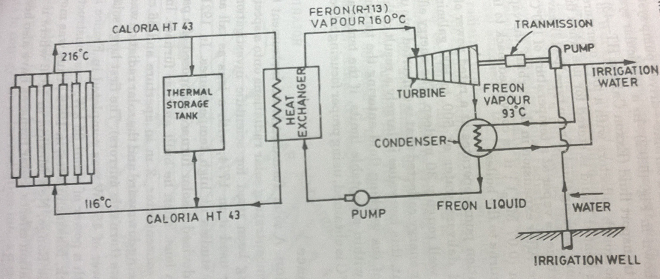 CALORIA HT 43
FERON (R-113)
VAPOUR 160°C
TRANMISSION
PUMP
216°C
THERMAL
STORAGE
TANK
HEAT
EXCHANGER
TURBINE
FREON
VAPOUR
93°C
IRRIGATION
WATER
CONDENSER
116°C
CALORIA HT 43
PUMP
FREON LIQUID
WATER
IRRIGATION WELL